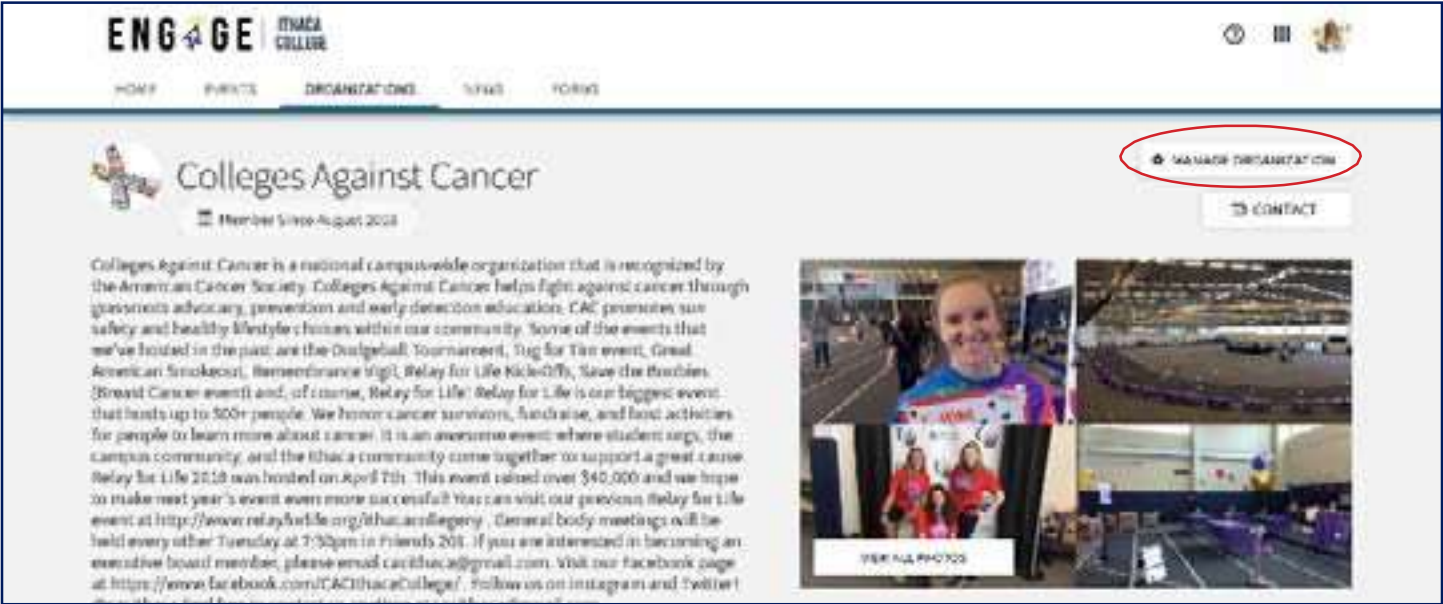 ENGAGE ITHACA COLLEGE
HOME EVENTS ORGANIZATIONS NEWS FORMS
Colleges Against Cancer
MANAGE ORGANIZATION
Member Since August 2018
CONTACT
Colleges Against Cancer is a national campus-wide organization that is recognized by
the American Cancer Society. Colleges Against Cancer helps fight against cancer through
grassroots advocacy, prevention and early detection education. CAC promotes sun
safety and healthy lifestyle choices within our community. Some of the events that
we've hosted in the past are the Dodgeball Tournament, Tug for Tim event, Great
American Smokeout, Remembrance Vigil, Relay for Life Kick-Offs, Save the Boobies
(Breast Cancer event) and, of course, Relay for Life! Relay for Life is our biggest event
that hosts up to 500+ people. We honor cancer survivors, fundraise, and host activities
for people to learn more about cancer. It is an awesome event where student orgs, the
campus community, and the Ithaca community come together to support a great cause.
Relay for Life 2018 was hosted on April 7th. This event raised over $40,000 and we hope
to make next year's event even more successful! You can visit our previous Relay for Life
event at http://www.relayforlife.org/ithacacollegeny . General body meetings will be
held every other Tuesday at 7:50pm in Friends 203. If you are interested in becoming an
executive board member, please email cacithaca@gmail.com. Visit our Facebook page
at https://www.facebook.com/CACIthacaCollege/ . Follow us on Instagram and Twitter!
VIEW ALL PHOTOS